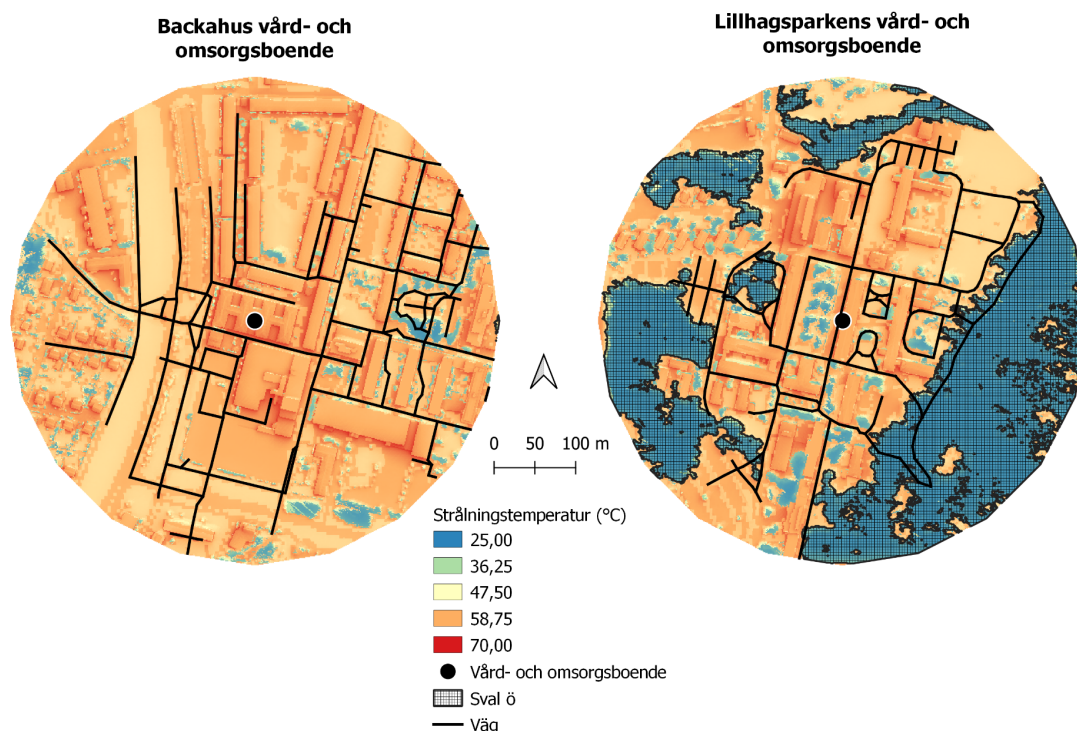 Backahus vård- och
omsorgsboende
Lillhagsparkens vård- och
omsorgsboende
0 50 100 m
Strålningstemperatur (°C)
25,00
36,25
47,50
58,75
70,00
Vård- och omsorgsboende
Sval ö
Väg